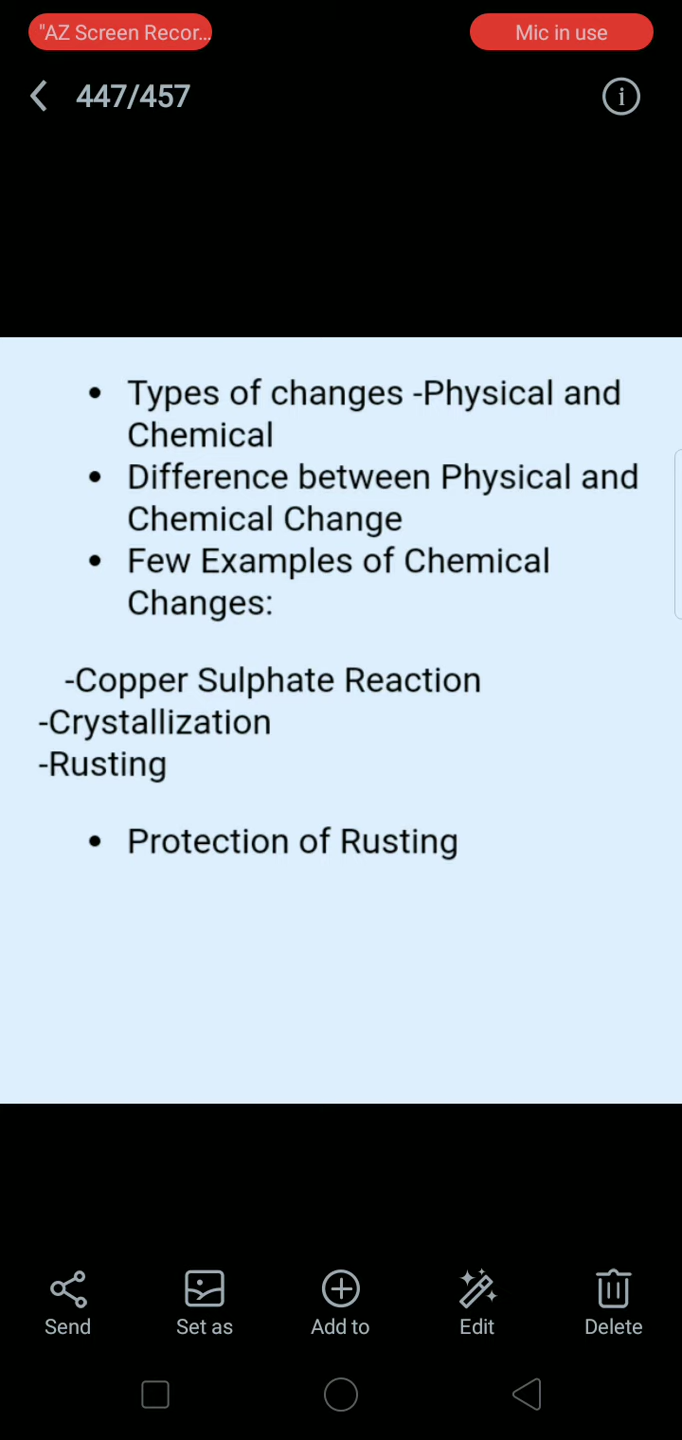 "AZ Screen Recor...
Mic in use
447/457
• Types of changes -Physical and
Chemical
• Difference between Physical and
Chemical Change
• Few Examples of Chemical
Changes:
-Copper Sulphate Reaction
-Crystallization
-Rusting
• Protection of Rusting
Send
Set as
Add to
Edit
Delete